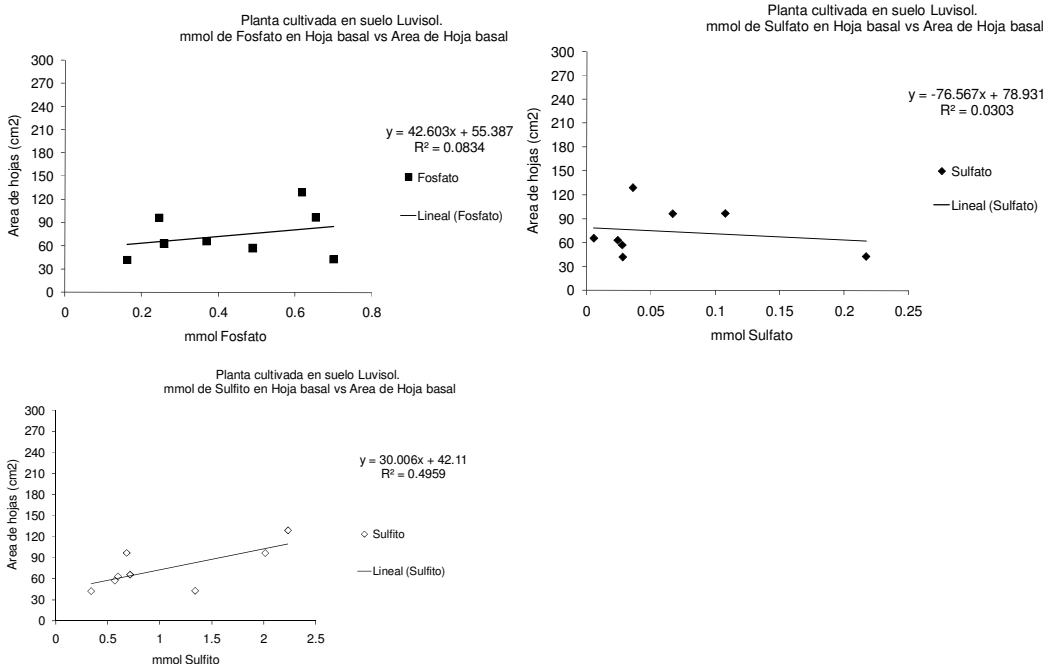 Planta cultivada en suelo Luvisol.
mmol de Fosfato en Hoja basal vs Area de Hoja basal
Area de hojas (cm2)
300
270
240
210
180
150
120
90
60
30
0
y = 42.603x + 55.387
R² = 0.0834
Fosfato
Lineal (Fosfato)
0 0.2 0.4 0.6 0.8
mmol Fosfato
Planta cultivada en suelo Luvisol.
mmol de Sulfato en Hoja basal vs Area de Hoja basal
Area de hojas (cm2)
300
270
240
210
180
150
120
90
60
30
0
y = -76.567x + 78.931
R² = 0.0303
Sulfato
Lineal (Sulfato)
0 0.05 0.1 0.15 0.2 0.25
mmol Sulfato
Planta cultivada en suelo Luvisol.
mmol de Sulfito en Hoja basal vs Area de Hoja basal
Area de hojas (cm2)
300
270
240
210
180
150
120
90
60
30
0
y = 30.006x + 42.11
R² = 0.4959
Sulfito
Lineal (Sulfito)
0 0.5 1 1.5 2 2.5
mmol Sulfito